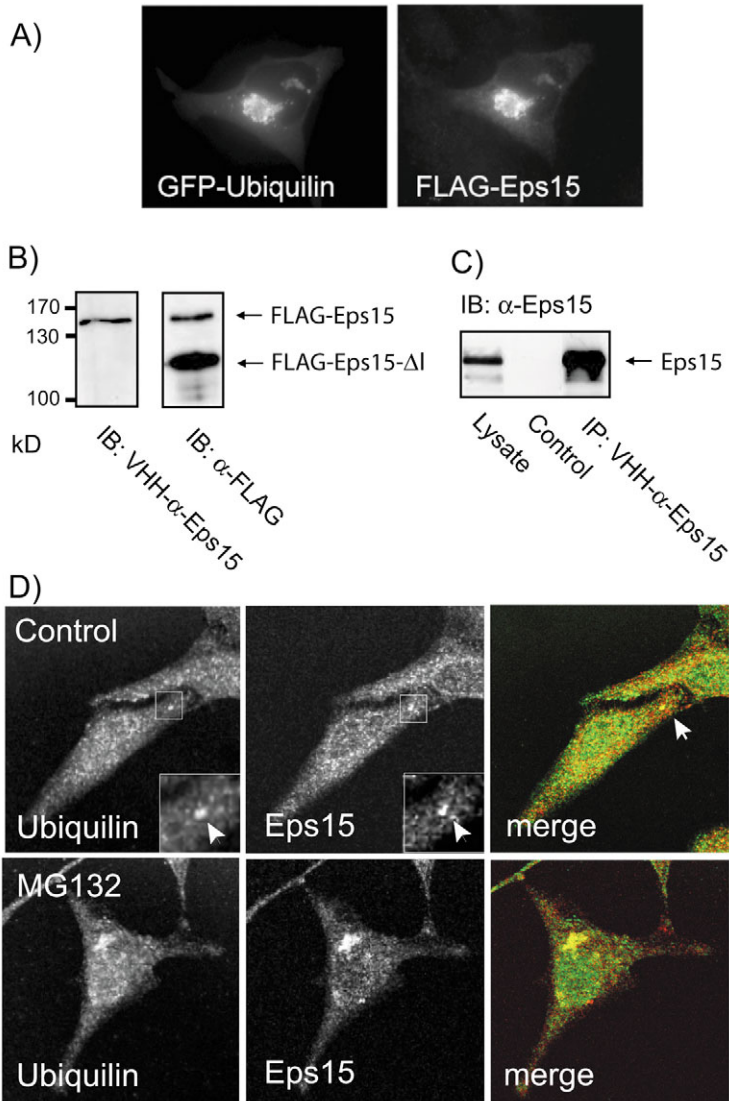 A)
GFP-Ubiquilin
FLAG-Eps15
B)
170
130
100
kD
FLAG-Eps15
FLAG-Eps15-Δl
IB: VHH-α-Eps15
IB: α-FLAG
C)
IB: α-Eps15
Eps15
Lysate
Control
IP: VHH-α-Eps15
D)
Control
Ubiquilin
Eps15
merge
MG132
Ubiquilin
Eps15
merge